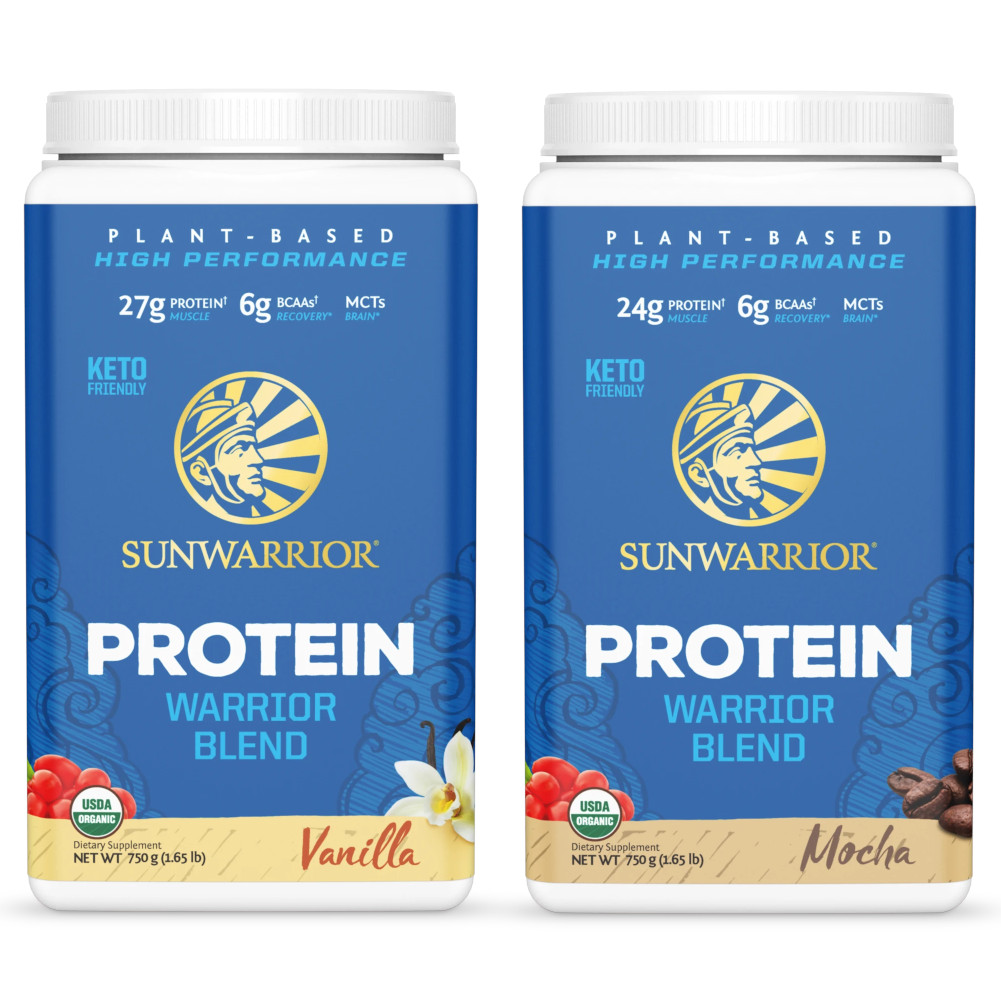 PLANT-BASED
HIGH PERFORMANCE
27g PROTEIN† MUSCLE 6g BCAAs† RECOVERY* MCTs BRAIN*
KETO
FRIENDLY
SUNWARRIOR®
PROTEIN
WARRIOR
BLEND
USDA
ORGANIC
Dietary Supplement
NET WT 750 g (1.65 lb)
Vanilla
PLANT-BASED
HIGH PERFORMANCE
24g PROTEIN† MUSCLE 6g BCAAs† RECOVERY* MCTs BRAIN*
KETO
FRIENDLY
SUNWARRIOR®
PROTEIN
WARRIOR
BLEND
USDA
ORGANIC
Dietary Supplement
NET WT 750 g (1.65 lb)
Mocha